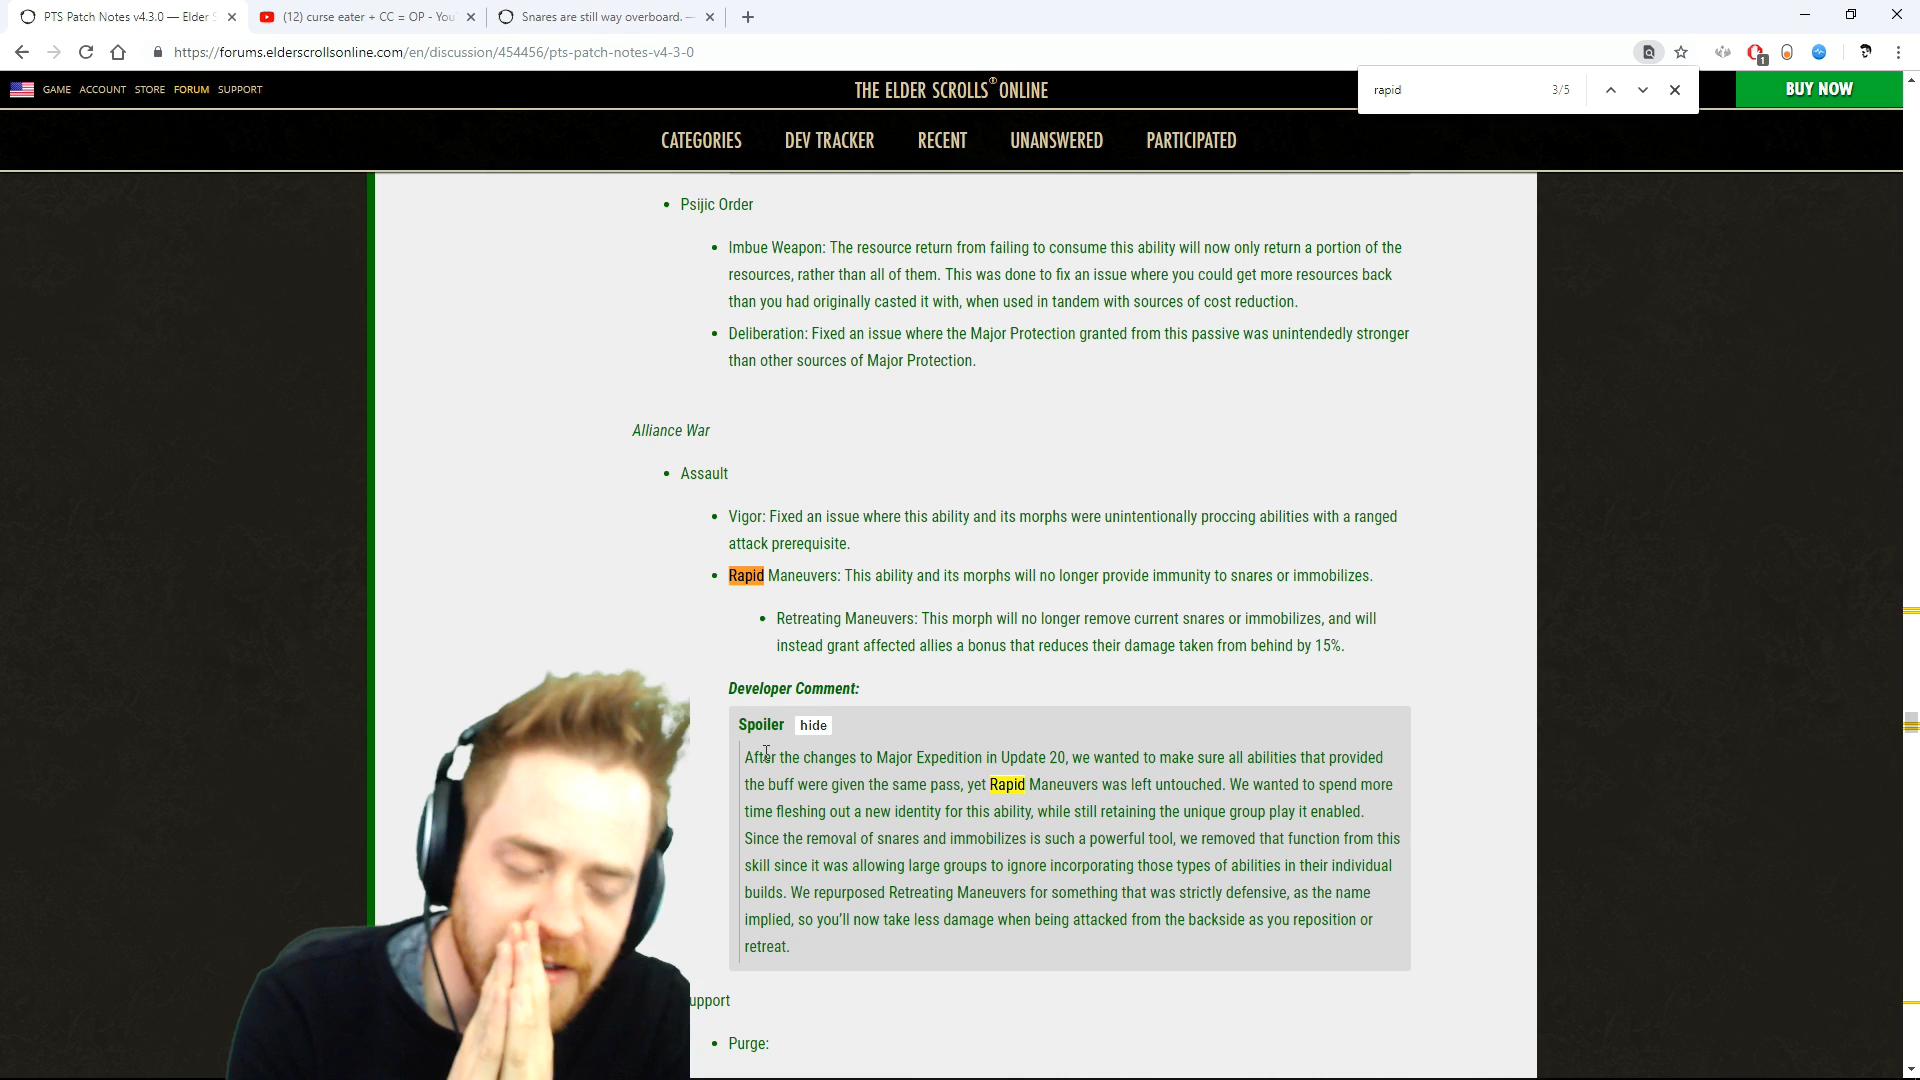 PTS Patch Notes v4.3.0 — Elder S
(12) curse eater + CC = OP - You
Snares are still way overboard. —
https://forums.elderscrollsonline.com/en/discussion/454456/pts-patch-notes-v4-3-0
1
GAME ACCOUNT STORE FORUM SUPPORT
THE ELDER SCROLLS ONLINE
rapid 3/5
BUY NOW
CATEGORIES DEV TRACKER RECENT UNANSWERED PARTICIPATED
• Psijic Order
• Imbue Weapon: The resource return from failing to consume this ability will now only return a portion of the
resources, rather than all of them. This was done to fix an issue where you could get more resources back
than you had originally casted it with, when used in tandem with sources of cost reduction.
• Deliberation: Fixed an issue where the Major Protection granted from this passive was unintendedly stronger
than other sources of Major Protection.
Alliance War
• Assault
• Vigor: Fixed an issue where this ability and its morphs were unintentionally proccing abilities with a ranged
attack prerequisite.
• Rapid Maneuvers: This ability and its morphs will no longer provide immunity to snares or immobilizes.
• Retreating Maneuvers: This morph will no longer remove current snares or immobilizes, and will
instead grant affected allies a bonus that reduces their damage taken from behind by 15%.
Developer Comment:
Spoiler hide
After the changes to Major Expedition in Update 20, we wanted to make sure all abilities that provided
the buff were given the same pass, yet Rapid Maneuvers was left untouched. We wanted to spend more
time fleshing out a new identity for this ability, while still retaining the unique group play it enabled.
Since the removal of snares and immobilizes is such a powerful tool, we removed that function from this
skill since it was allowing large groups to ignore incorporating those types of abilities in their individual
builds. We repurposed Retreating Maneuvers for something that was strictly defensive, as the name
implied, so you'll now take less damage when being attacked from the backside as you reposition or
retreat.
upport
• Purge: